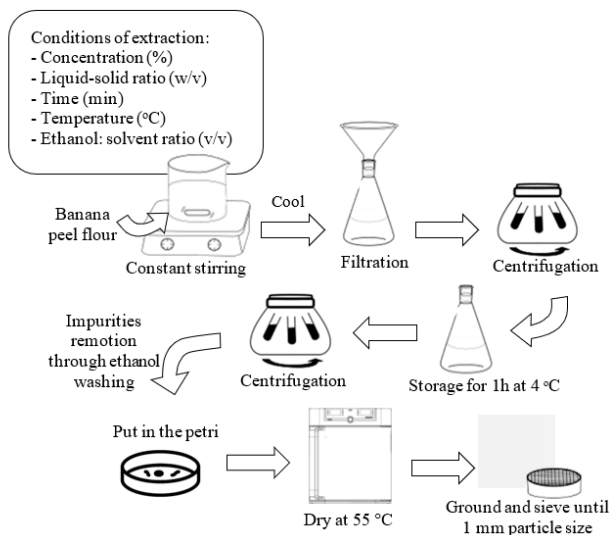 Conditions of extraction:
- Concentration (%)
- Liquid-solid ratio (w/v)
- Time (min)
- Temperature (°C)
- Ethanol: solvent ratio (v/v)
Banana
peel flour
Constant stirring
Cool
Filtration
Centrifugation
Impurities
remotion
through ethanol
washing
Centrifugation
Storage for 1h at 4 °C
Put in the petri
Dry at 55 °C
Ground and sieve until
1 mm particle size